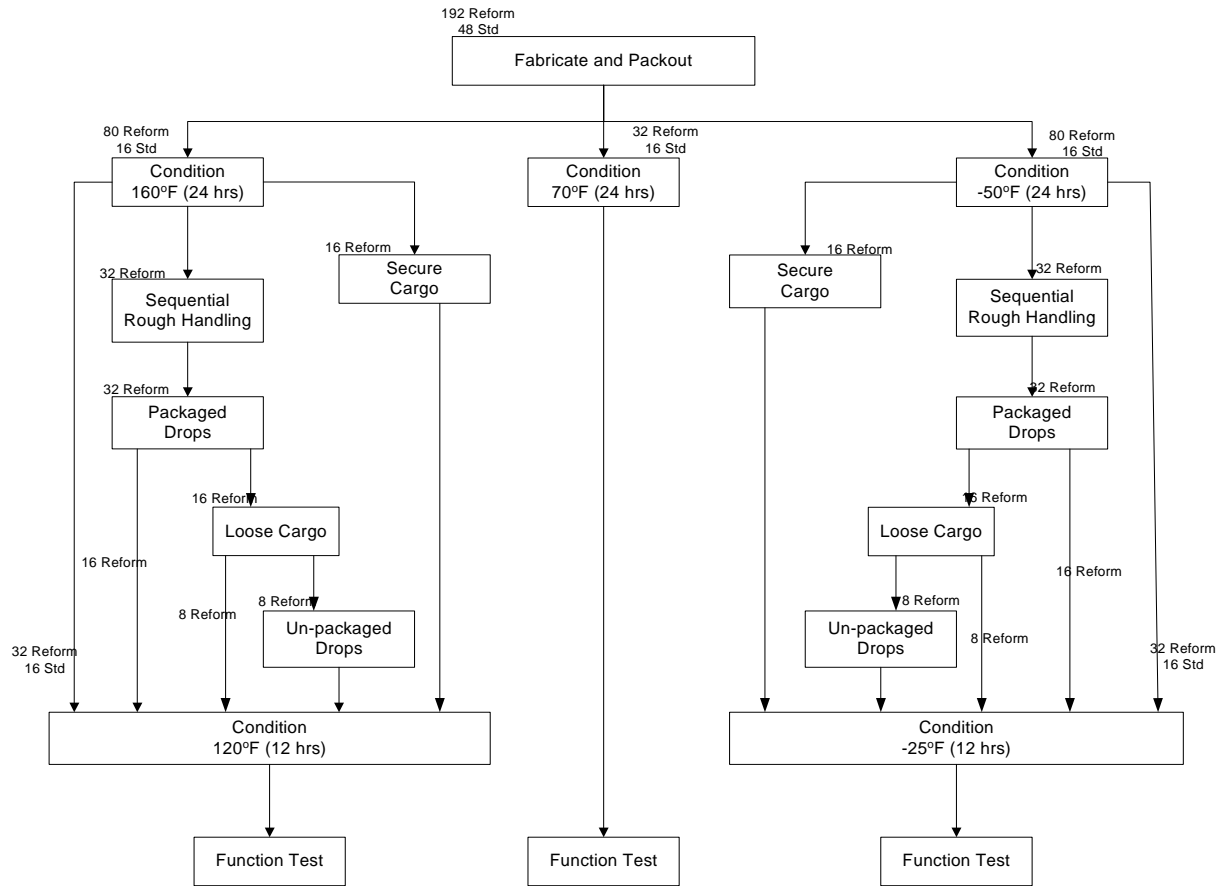 192 Reform
48 Std
Fabricate and Packout
80 Reform
16 Std
32 Reform
16 Std
80 Reform
16 Std
Condition
160ºF (24 hrs)
Condition
70ºF (24 hrs)
Condition
-50ºF (24 hrs)
16 Reform
16 Reform
Secure
Cargo
Secure
Cargo
32 Reform
32 Reform
Sequential
Rough Handling
Sequential
Rough Handling
32 Reform
32 Reform
Packaged
Drops
Packaged
Drops
16 Reform
16 Reform
Loose Cargo
Loose Cargo
16 Reform
16 Reform
8 Reform
8 Reform
8 Reform
8 Reform
Un-packaged
Drops
Un-packaged
Drops
32 Reform
16 Std
32 Reform
16 Std
Condition
120ºF (12 hrs)
Condition
-25ºF (12 hrs)
Function Test
Function Test
Function Test